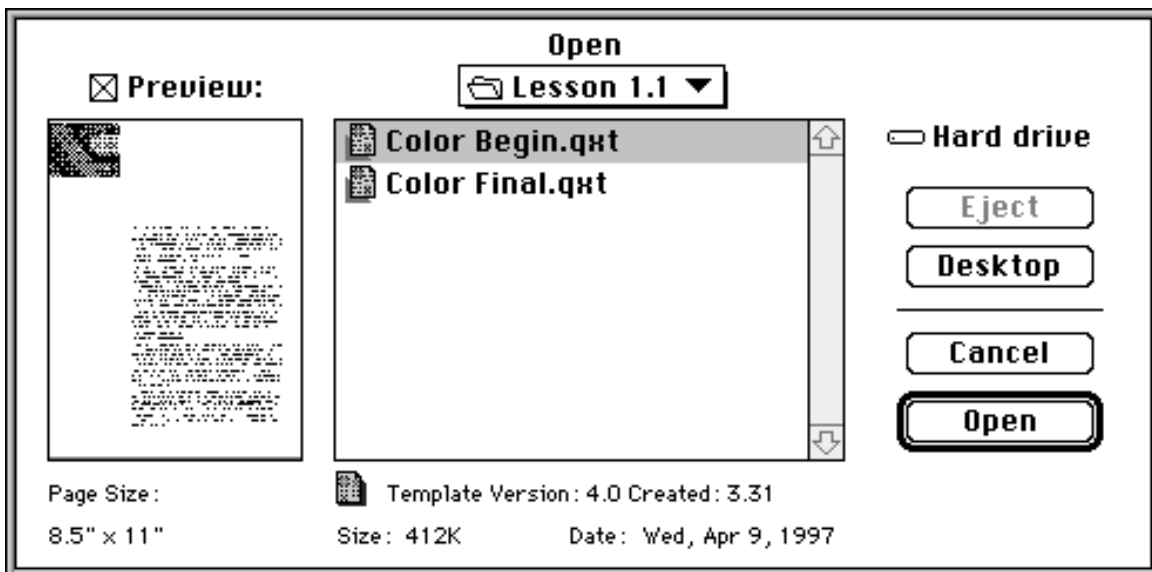 Open
Preview:
Lesson 1.1
Color Begin.qxt
Color Final.qxt
Hard drive
Eject
Desktop
Cancel
Open
Page Size:
8.5" x 11"
Template Version: 4.0 Created: 3.31
Size: 412K Date: Wed, Apr 9, 1997